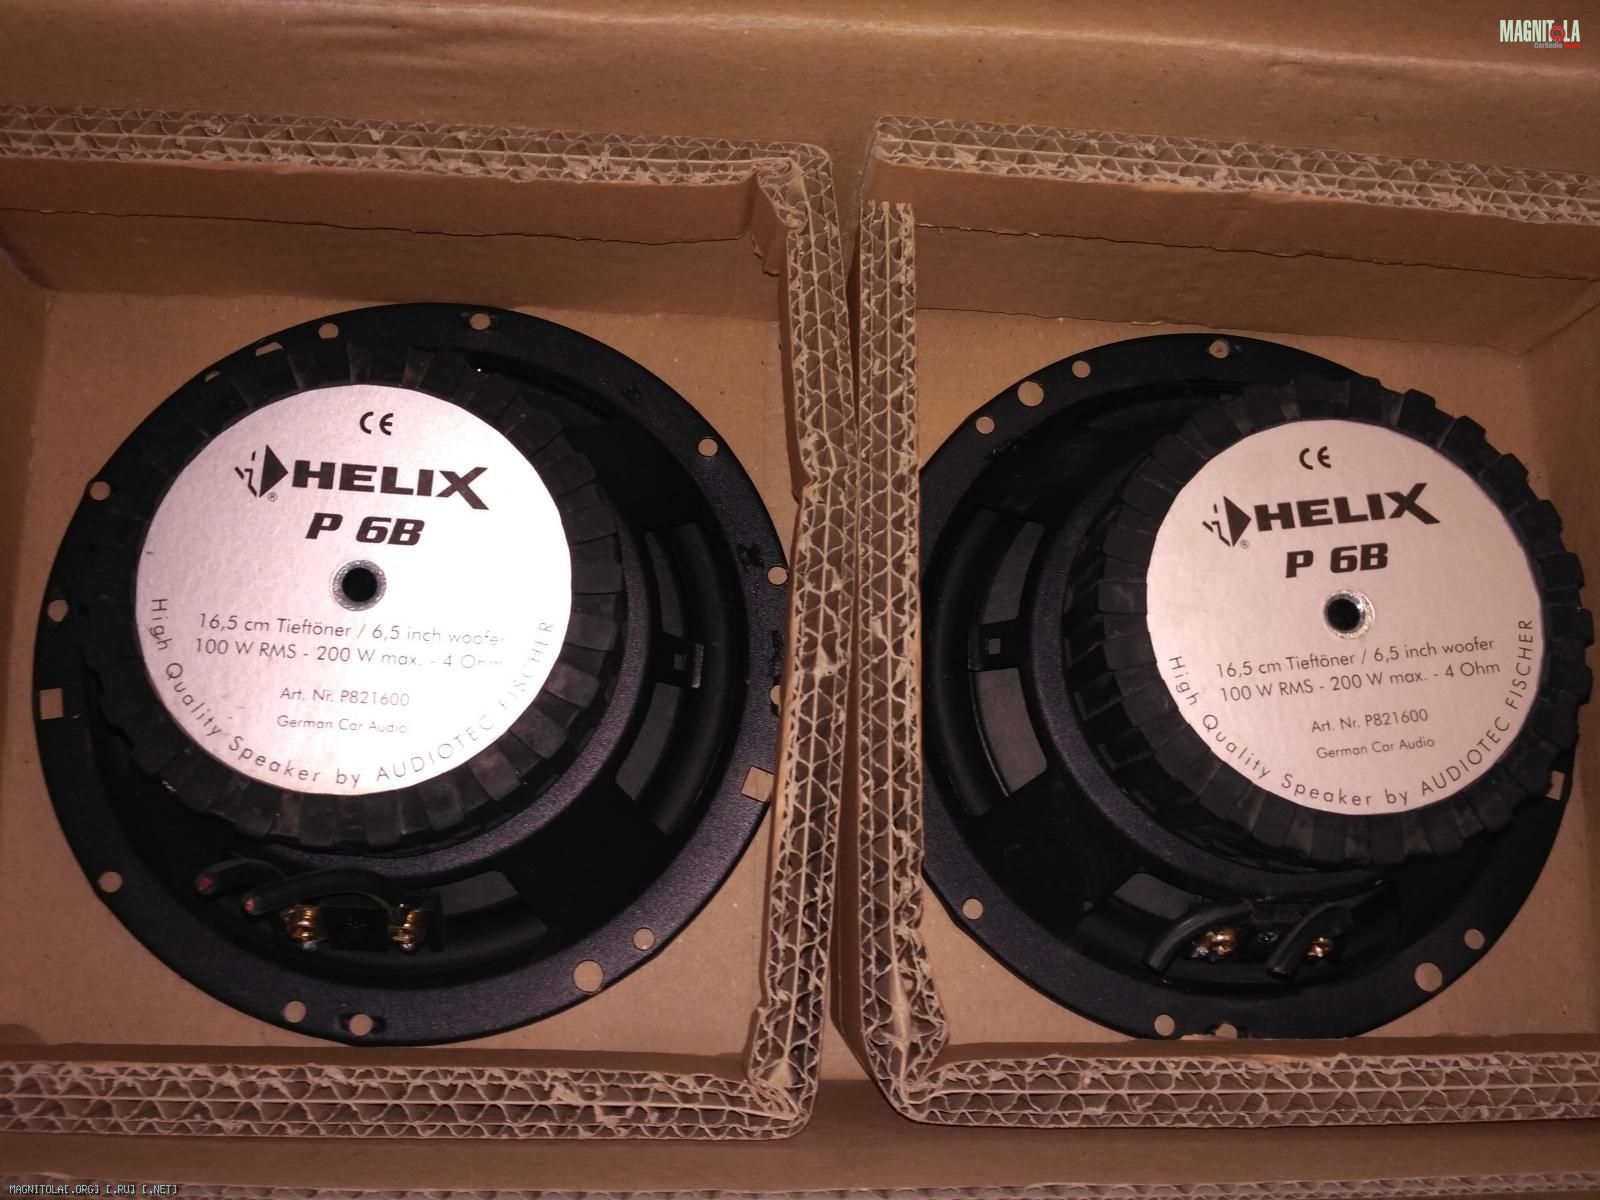 MAGNITOLA
CarAudio
CE
HELIX
®
P 6B
16,5 cm Tieftöner / 6,5 inch woofer
100 W RMS - 200 W max. - 4 Ohm
Art. Nr. P821600
German Car Audio
High Quality Speaker by AUDIOTEC FISCHER
CE
HELIX
®
P 6B
16,5 cm Tieftöner / 6,5 inch woofer
100 W RMS - 200 W max. - 4 Ohm
Art. Nr. P821600
German Car Audio
High Quality Speaker by AUDIOTEC FISCHER
MAGNITOLA[.ORG] [.RU] [.NET]